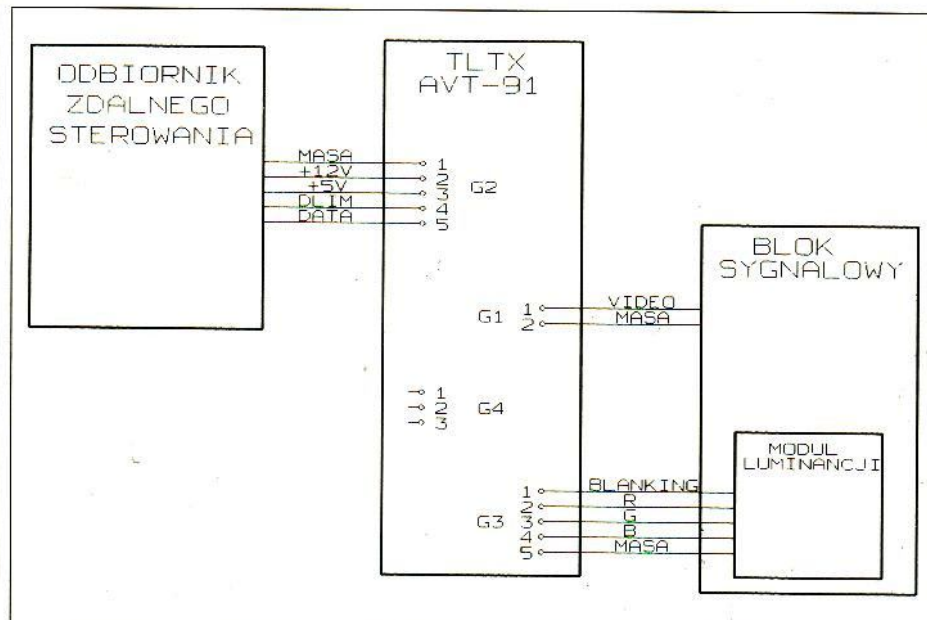 ODBIORNIK
ZDALNEGO
STEROWANIA
TLTX
AVT-91
MASA 1
+12V 2
+5V 3
DLIM 4
DATA 5
G2
BLOK
SYGNALOWY
G1
1 VIDEO
2 MASA
1
2
3
G4
MODUL
LUMINANCJI
G3
1 BLANKING
2 R
3 G
4 B
5 MASA